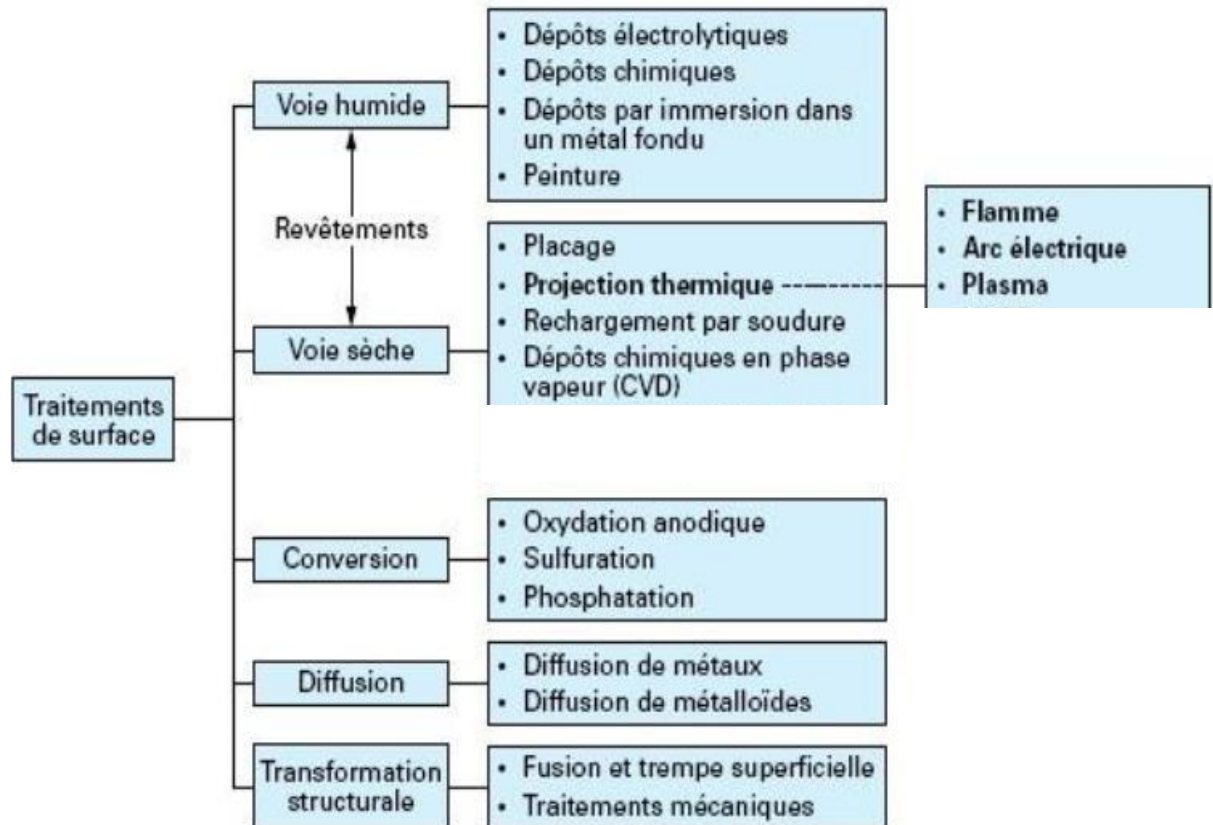 Traitements
de surface
Voie humide
• Dépôts électrolytiques
• Dépôts chimiques
• Dépôts par immersion dans
un métal fondu
• Peinture
Revêtements
Voie sèche
• Placage
• Projection thermique
• Rechargement par soudure
• Dépôts chimiques en phase
vapeur (CVD)
• Flamme
• Arc électrique
• Plasma
Conversion
• Oxydation anodique
• Sulfuration
• Phosphatation
Diffusion
• Diffusion de métaux
• Diffusion de métalloïdes
Transformation
structurale
• Fusion et trempe superficielle
• Traitements mécaniques